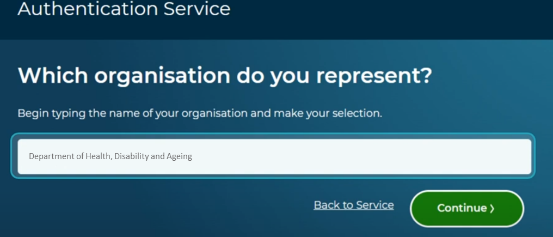 Authentication Service
Which organisation do you represent?
Begin typing the name of your organisation and make your selection.
Department of Health, Disability and Ageing
Back to Service
Continue ⟩